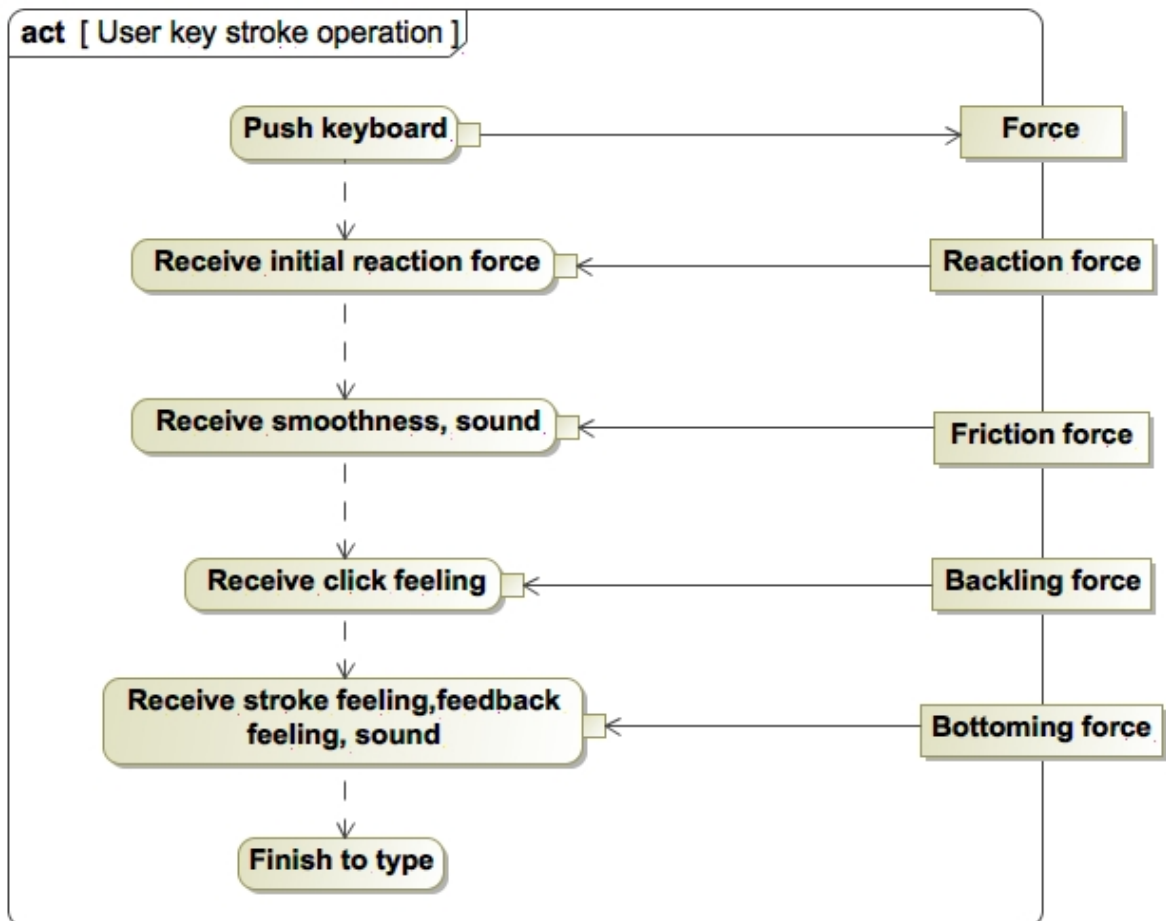 act [ User key stroke operation ]
Push keyboard
Force
Receive initial reaction force
Reaction force
Receive smoothness, sound
Friction force
Receive click feeling
Backling force
Receive stroke feeling,feedback
feeling, sound
Bottoming force
Finish to type